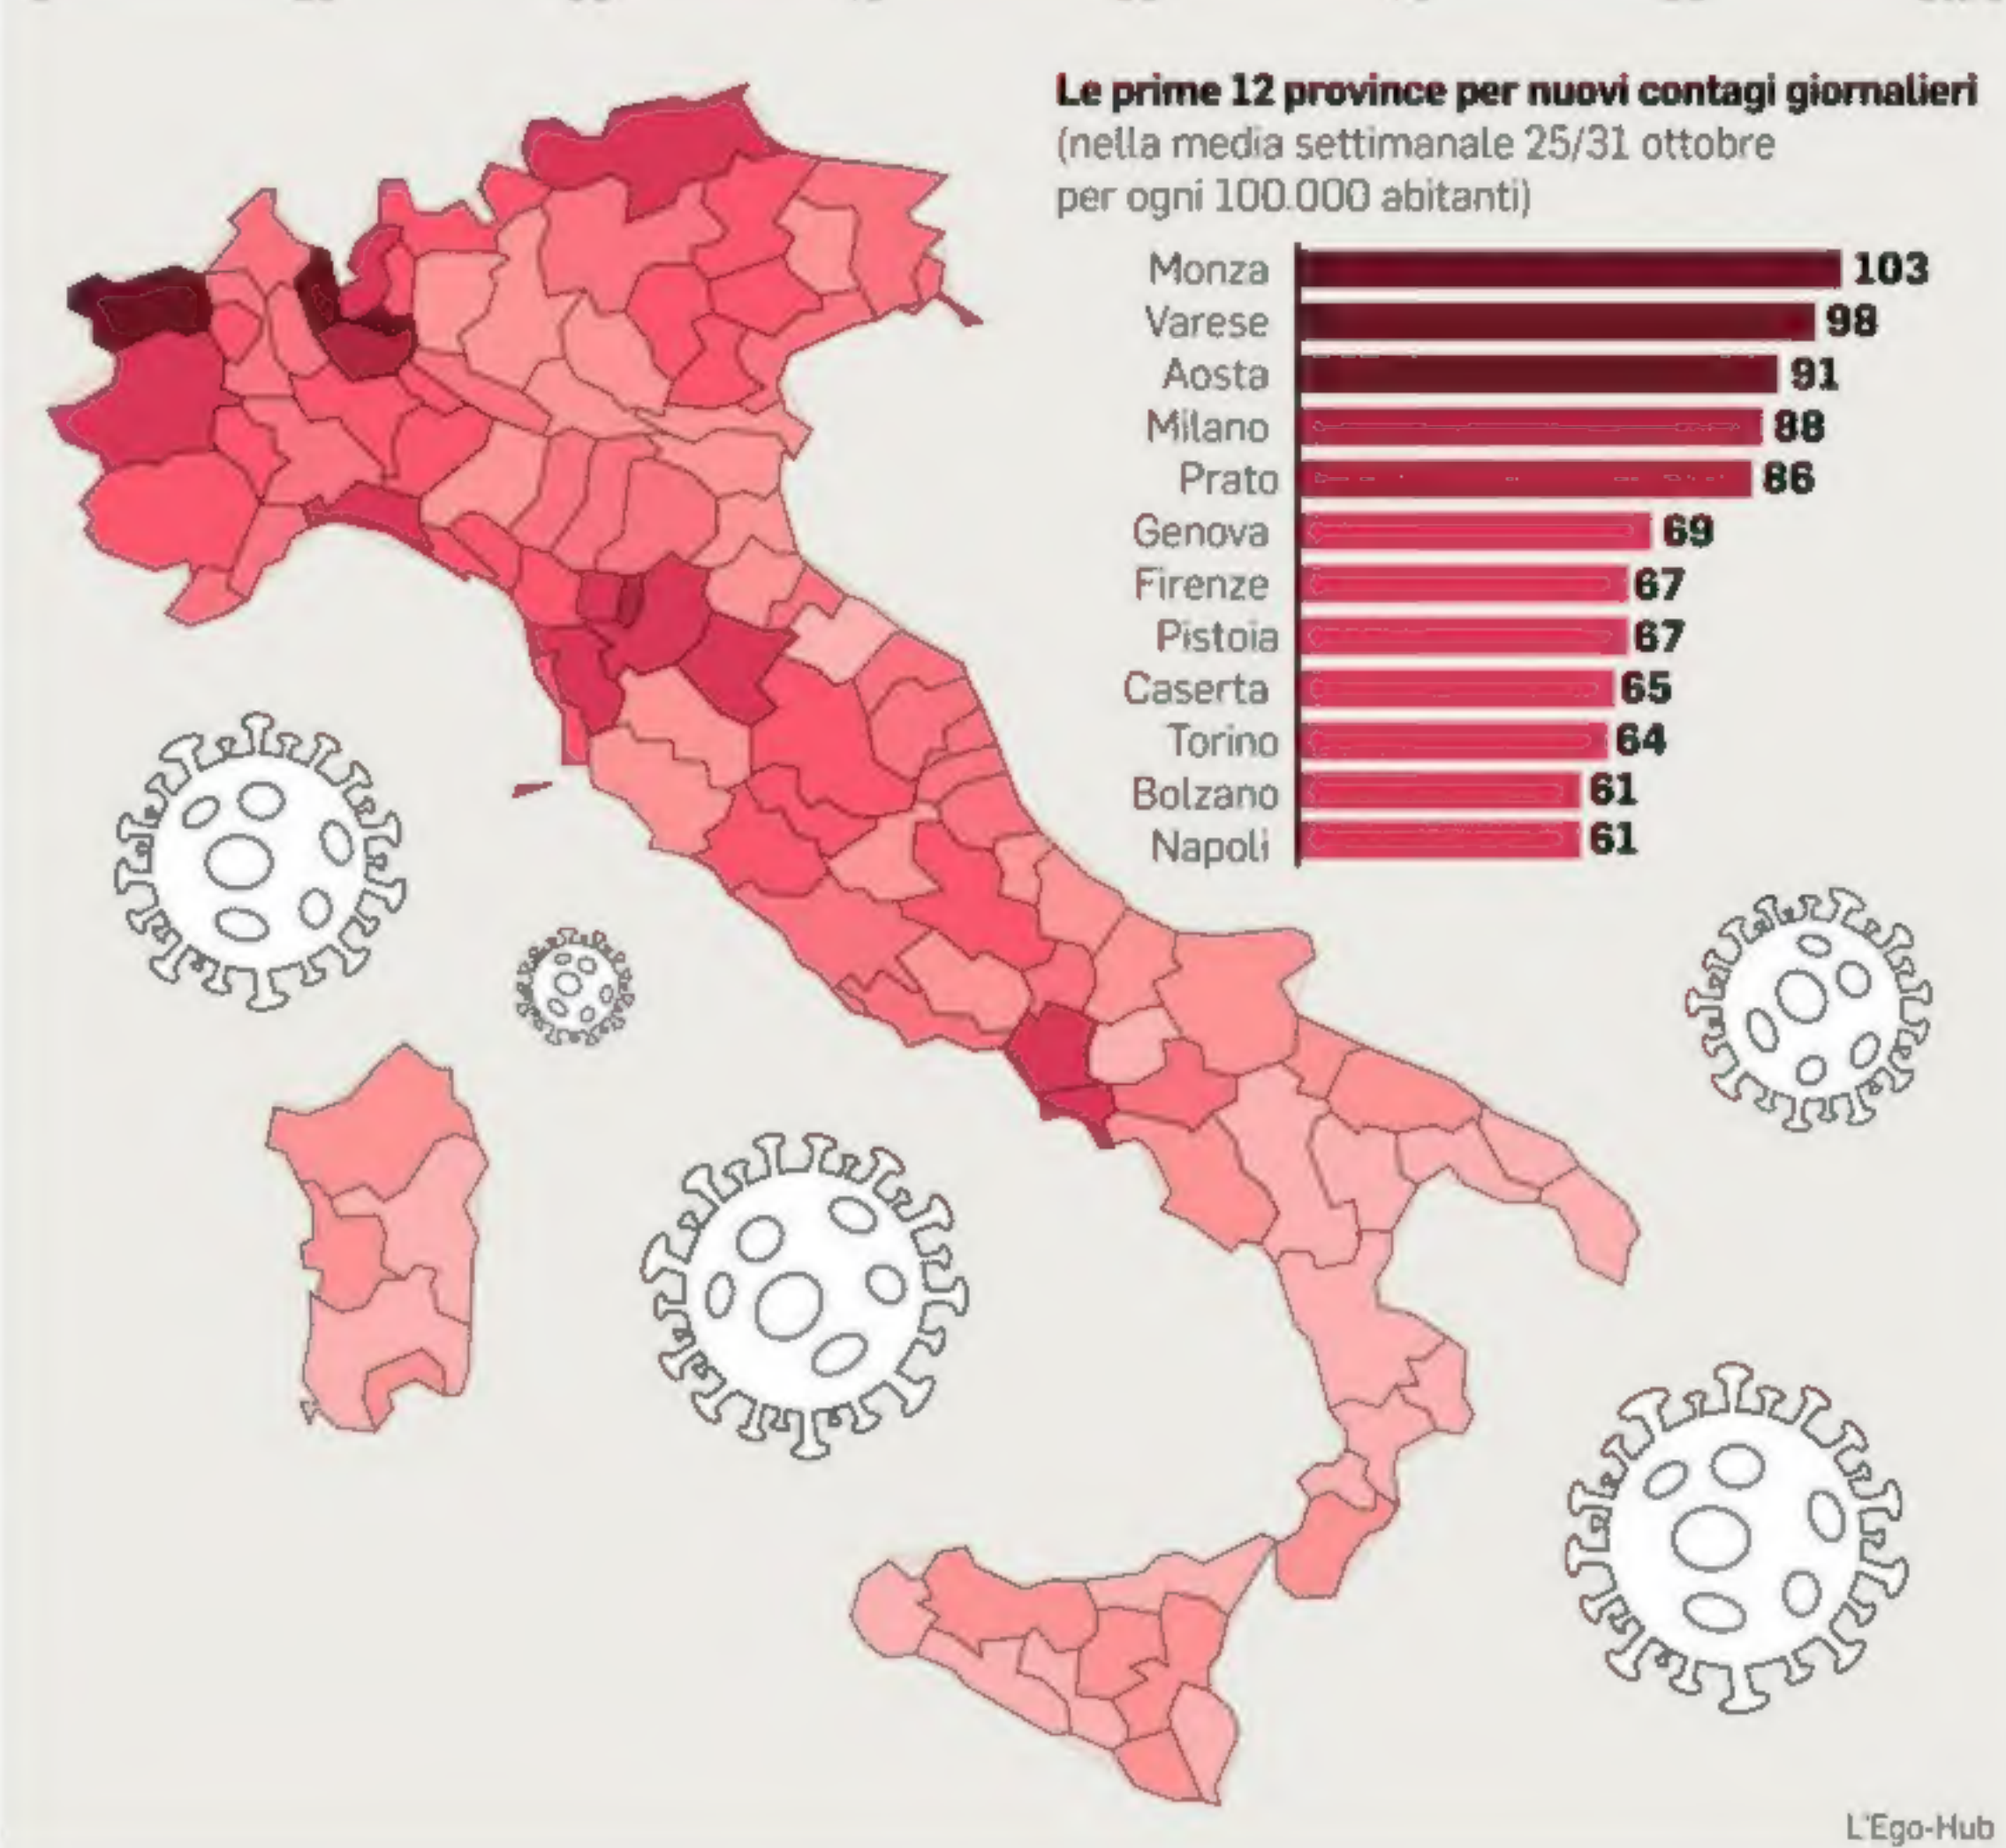 Le prime 12 province per nuovi contagi giornalieri
(nella media settimanale 25/31 ottobre
per ogni 100.000 abitanti)
Monza 103
Varese 98
Aosta 91
Milano 88
Prato 86
Genova 69
Firenze 67
Pistoia 67
Caserta 65
Torino 64
Bolzano 61
Napoli 61
L'Ego-Hub